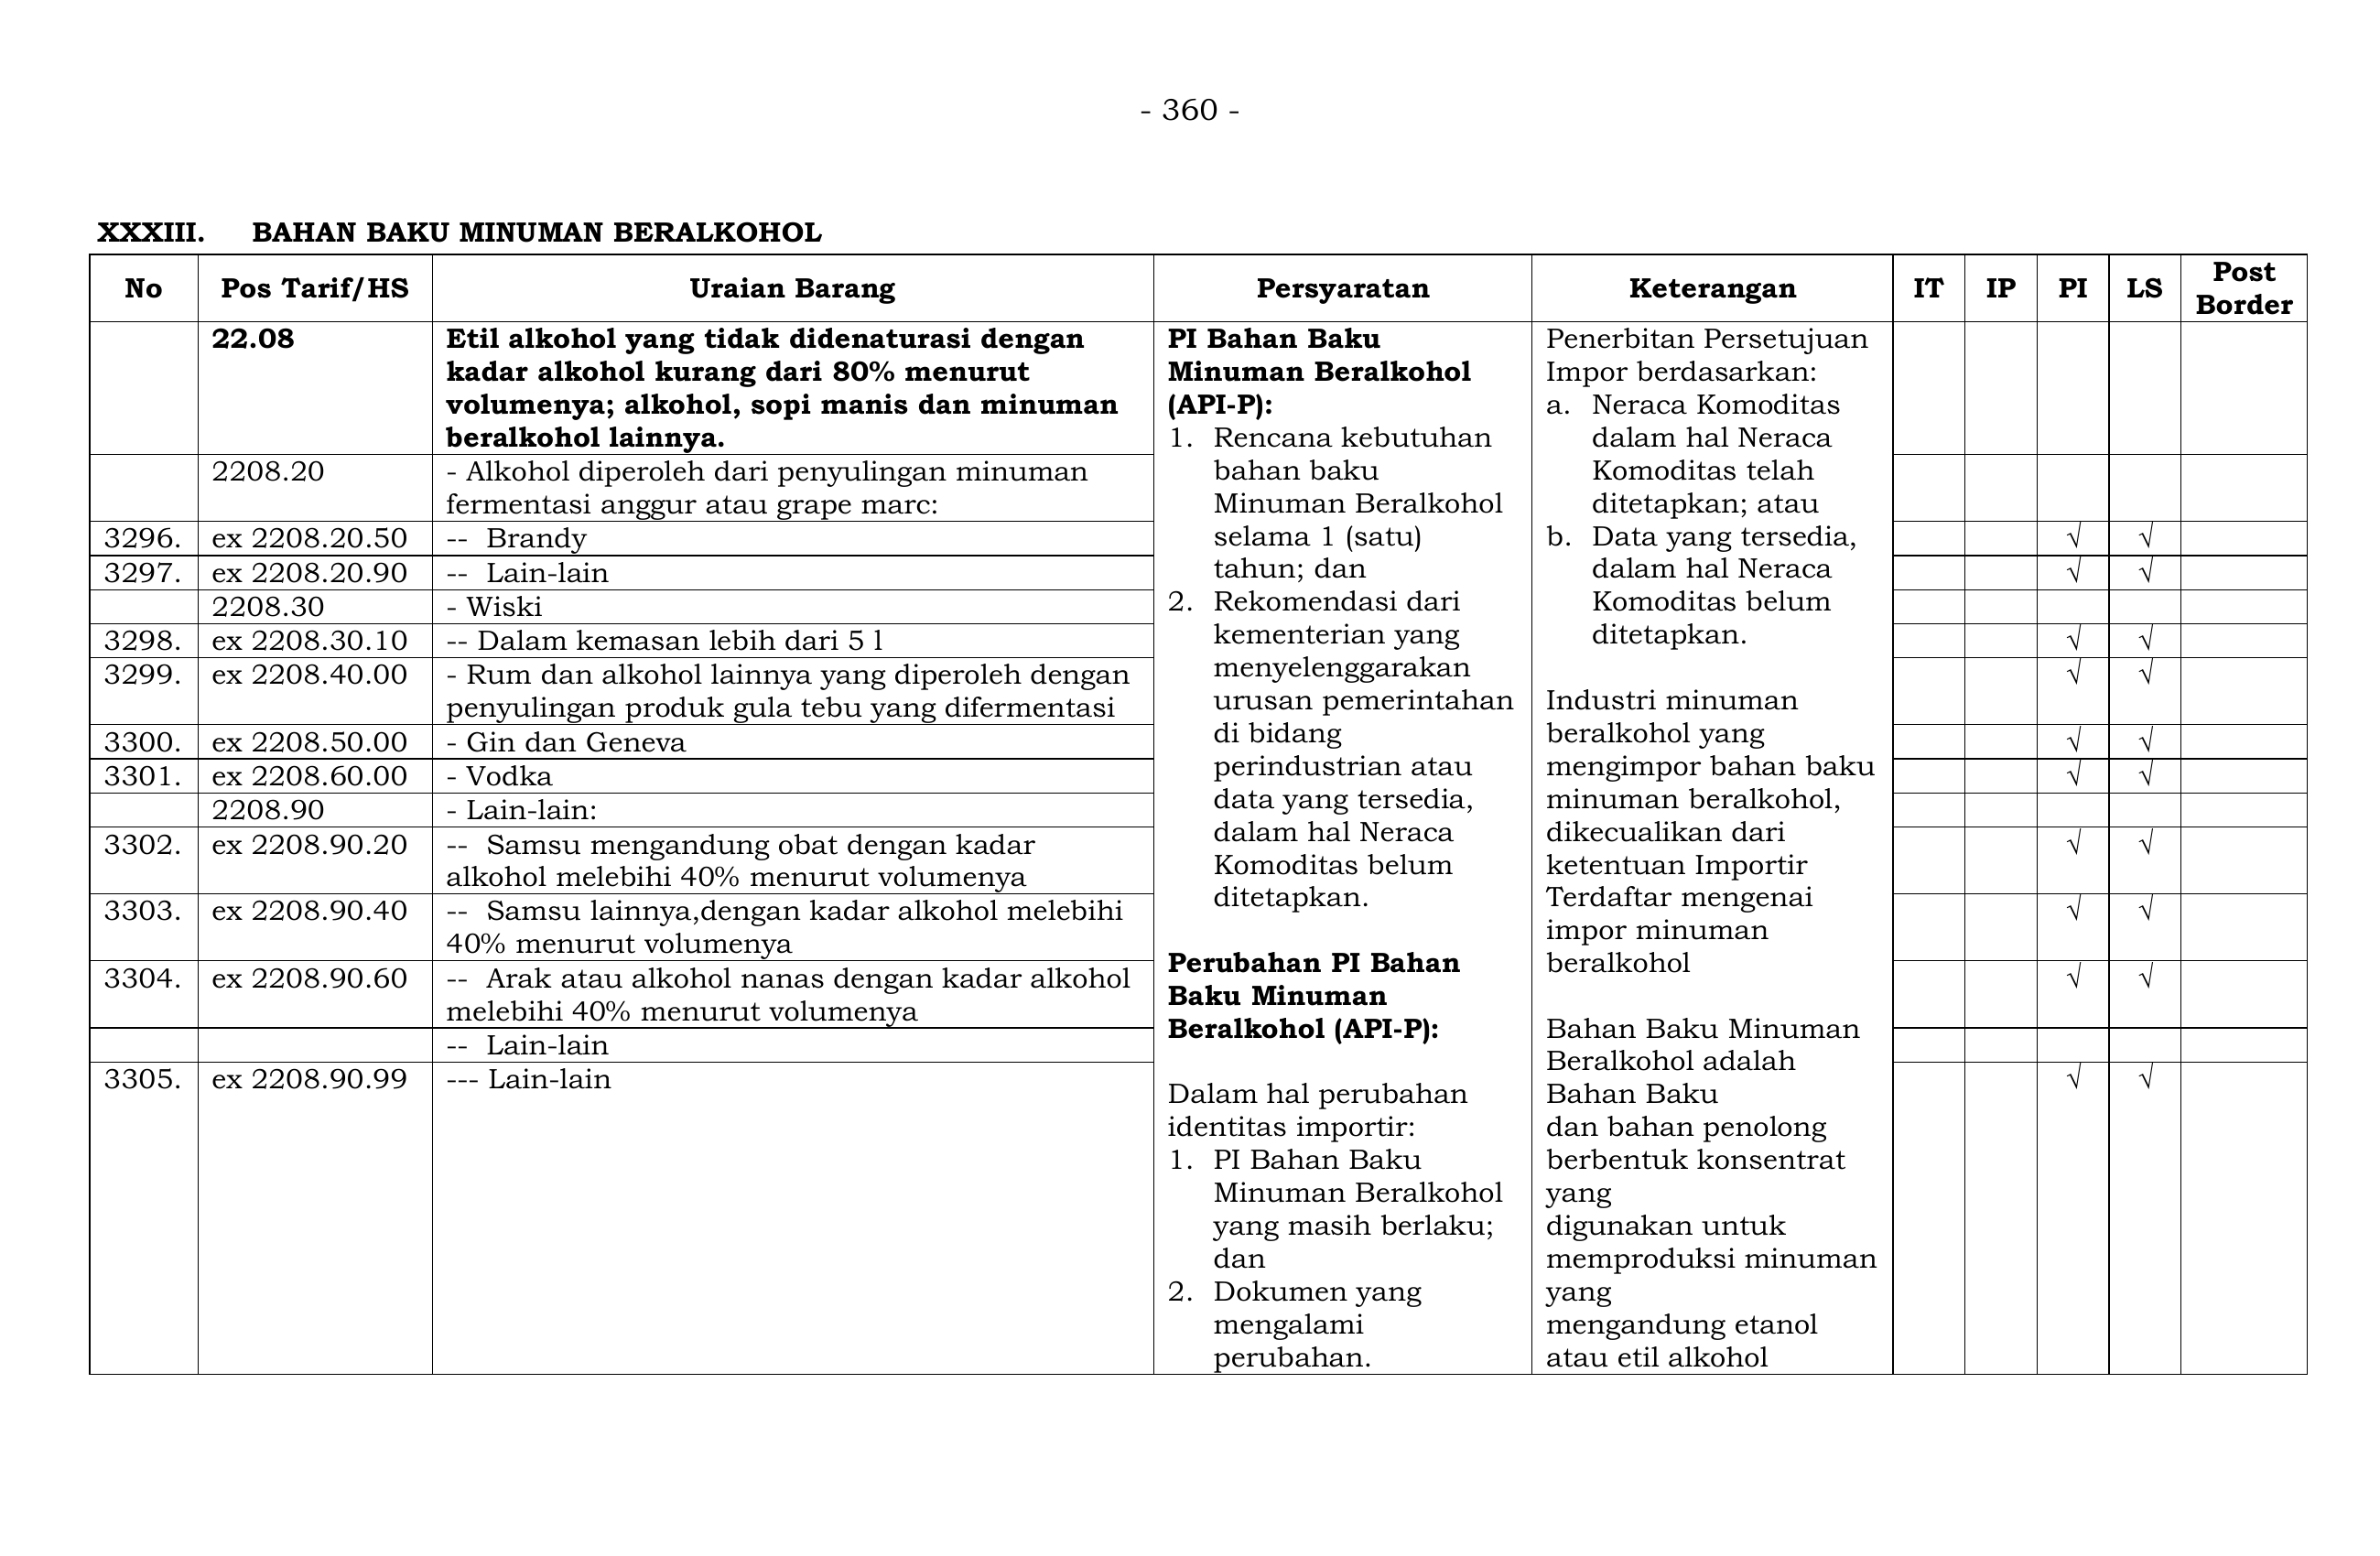 - 360 -
XXXIII. BAHAN BAKU MINUMAN BERALKOHOL
No Pos Tarif/HS Uraian Barang Persyaratan Keterangan IT IP PI LS Post Border
22.08 Etil alkohol yang tidak didenaturasi dengan
kadar alkohol kurang dari 80% menurut
volumenya; alkohol, sopi manis dan minuman
beralkohol lainnya.
2208.20 - Alkohol diperoleh dari penyulingan minuman
fermentasi anggur atau grape marc:
3296. ex 2208.20.50 -- Brandy √ √
3297. ex 2208.20.90 -- Lain-lain √ √
2208.30 - Wiski
3298. ex 2208.30.10 -- Dalam kemasan lebih dari 5 l √ √
3299. ex 2208.40.00 - Rum dan alkohol lainnya yang diperoleh dengan √ √
penyulingan produk gula tebu yang difermentasi
3300. ex 2208.50.00 - Gin dan Geneva √ √
3301. ex 2208.60.00 - Vodka √ √
2208.90 - Lain-lain:
3302. ex 2208.90.20 -- Samsu mengandung obat dengan kadar √ √
alkohol melebihi 40% menurut volumenya
3303. ex 2208.90.40 -- Samsu lainnya,dengan kadar alkohol melebihi √ √
40% menurut volumenya
3304. ex 2208.90.60 -- Arak atau alkohol nanas dengan kadar alkohol √ √
melebihi 40% menurut volumenya
-- Lain-lain
3305. ex 2208.90.99 --- Lain-lain √ √
PI Bahan Baku
Minuman Beralkohol
(API-P):
1. Rencana kebutuhan
bahan baku
Minuman Beralkohol
selama 1 (satu)
tahun; dan
2. Rekomendasi dari
kementerian yang
menyelenggarakan
urusan pemerintahan
di bidang
perindustrian atau
data yang tersedia,
dalam hal Neraca
Komoditas belum
ditetapkan.
Perubahan PI Bahan
Baku Minuman
Beralkohol (API-P):
Dalam hal perubahan
identitas importir:
1. PI Bahan Baku
Minuman Beralkohol
yang masih berlaku;
dan
2. Dokumen yang
mengalami
perubahan.
Penerbitan Persetujuan
Impor berdasarkan:
a. Neraca Komoditas
dalam hal Neraca
Komoditas telah
ditetapkan; atau
b. Data yang tersedia,
dalam hal Neraca
Komoditas belum
ditetapkan.
Industri minuman
beralkohol yang
mengimpor bahan baku
minuman beralkohol,
dikecualikan dari
ketentuan Importir
Terdaftar mengenai
impor minuman
beralkohol
Bahan Baku Minuman
Beralkohol adalah
Bahan Baku
dan bahan penolong
berbentuk konsentrat
yang
digunakan untuk
memproduksi minuman
yang
mengandung etanol
atau etil alkohol